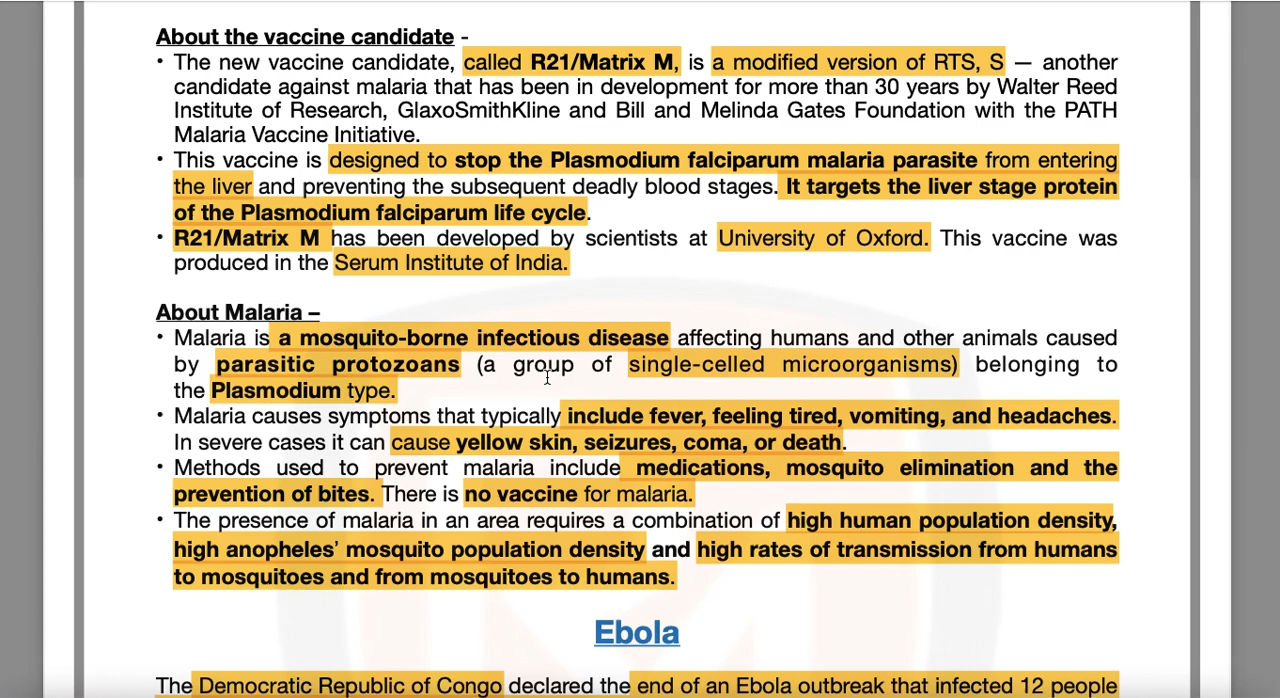 About the vaccine candidate -
• The new vaccine candidate, called R21/Matrix M, is a modified version of RTS, S — another
candidate against malaria that has been in development for more than 30 years by Walter Reed
Institute of Research, GlaxoSmithKline and Bill and Melinda Gates Foundation with the PATH
Malaria Vaccine Initiative.
• This vaccine is designed to stop the Plasmodium falciparum malaria parasite from entering
the liver and preventing the subsequent deadly blood stages. It targets the liver stage protein
of the Plasmodium falciparum life cycle.
• R21/Matrix M has been developed by scientists at University of Oxford. This vaccine was
produced in the Serum Institute of India.
About Malaria –
• Malaria is a mosquito-borne infectious disease affecting humans and other animals caused
by parasitic protozoans (a group of single-celled microorganisms) belonging to
the Plasmodium type.
• Malaria causes symptoms that typically include fever, feeling tired, vomiting, and headaches.
In severe cases it can cause yellow skin, seizures, coma, or death.
• Methods used to prevent malaria include medications, mosquito elimination and the
prevention of bites. There is no vaccine for malaria.
• The presence of malaria in an area requires a combination of high human population density,
high anopheles’ mosquito population density and high rates of transmission from humans
to mosquitoes and from mosquitoes to humans.
Ebola
The Democratic Republic of Congo declared the end of an Ebola outbreak that infected 12 people